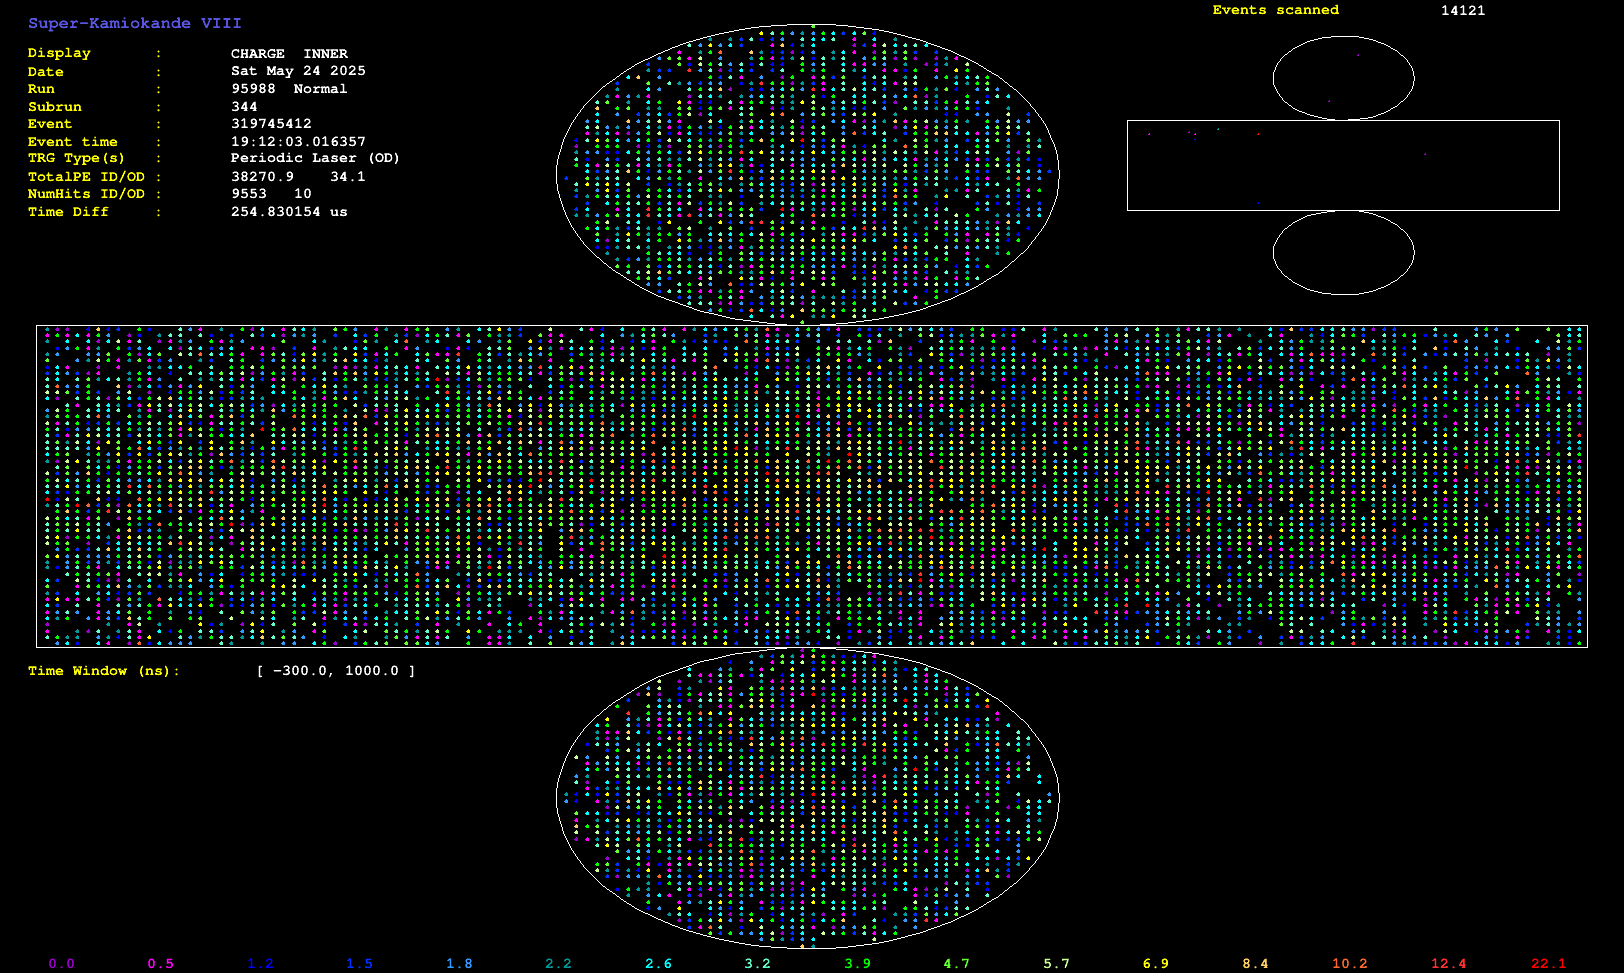 Super-Kamiokande VIII
Display : CHARGE INNER
Date : Sat May 24 2025
Run : 95988 Normal
Subrun : 344
Event : 319745412
Event time : 19:12:03.016357
TRG Type(s) : Periodic Laser (OD)
TotalPE ID/OD : 38270.9 34.1
NumHits ID/OD : 9553 10
Time Diff : 254.830154 us
Events scanned 14121
Time Window (ns): [ -300.0, 1000.0 ]
0.0 0.5 1.2 1.5 1.8 2.2 2.6 3.2 3.9 4.7 5.7 6.9 8.4 10.2 12.4 22.1